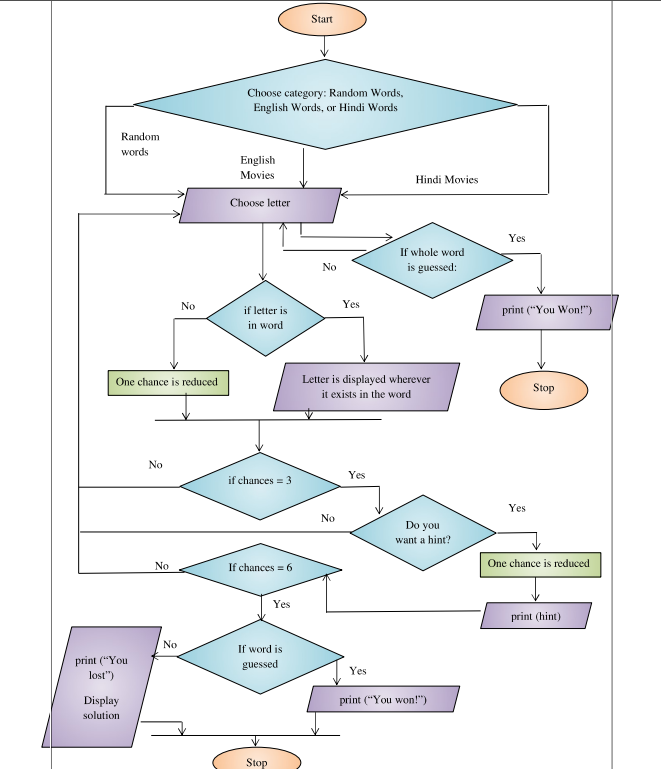 Start
Choose category: Random Words,
English Words, or Hindi Words
Random
words
English
Movies
Hindi Movies
Choose letter
If whole word
is guessed:
Yes
No
print (“You Won!”)
Stop
if letter is
in word
No
Yes
One chance is reduced
Letter is displayed wherever
it exists in the word
No
if chances = 3
Yes
No
Do you
want a hint?
Yes
One chance is reduced
print (hint)
No
If chances = 6
Yes
If word is
guessed
No
Yes
print (“You
lost”)
Display
solution
print (“You won!”)
Stop